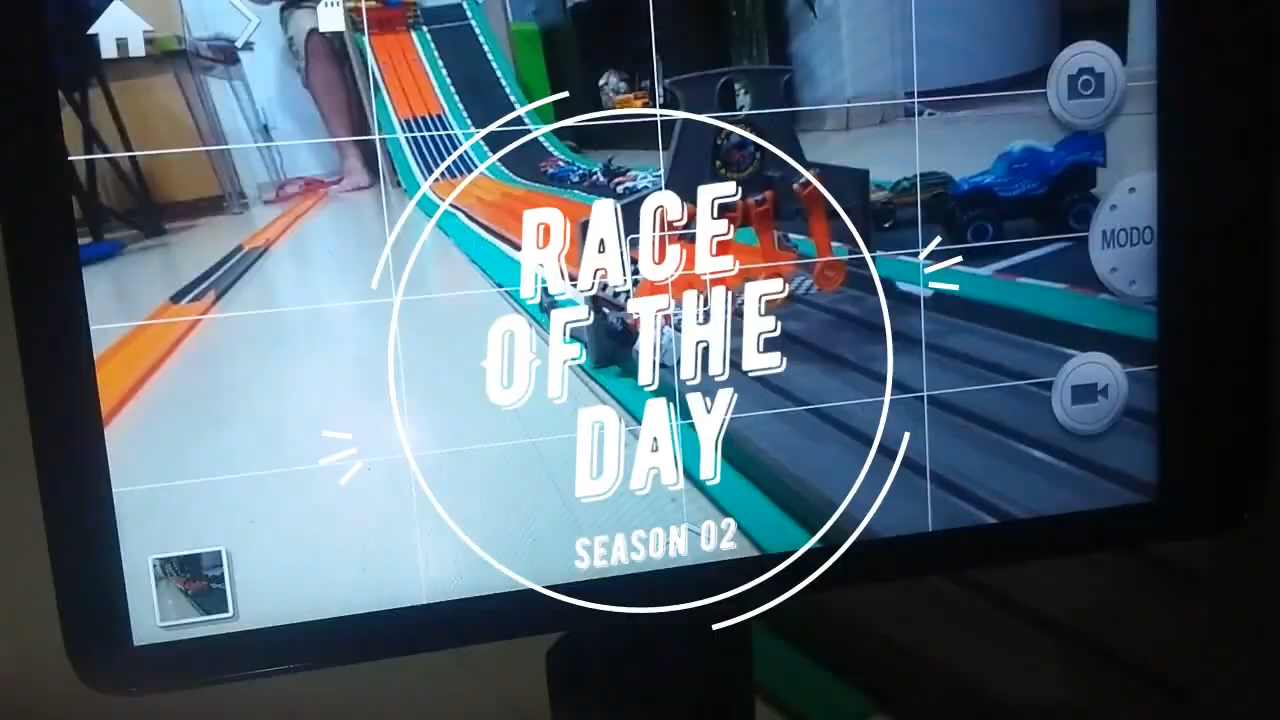 RACE
OF THE
DAY
SEASON 02
MODO